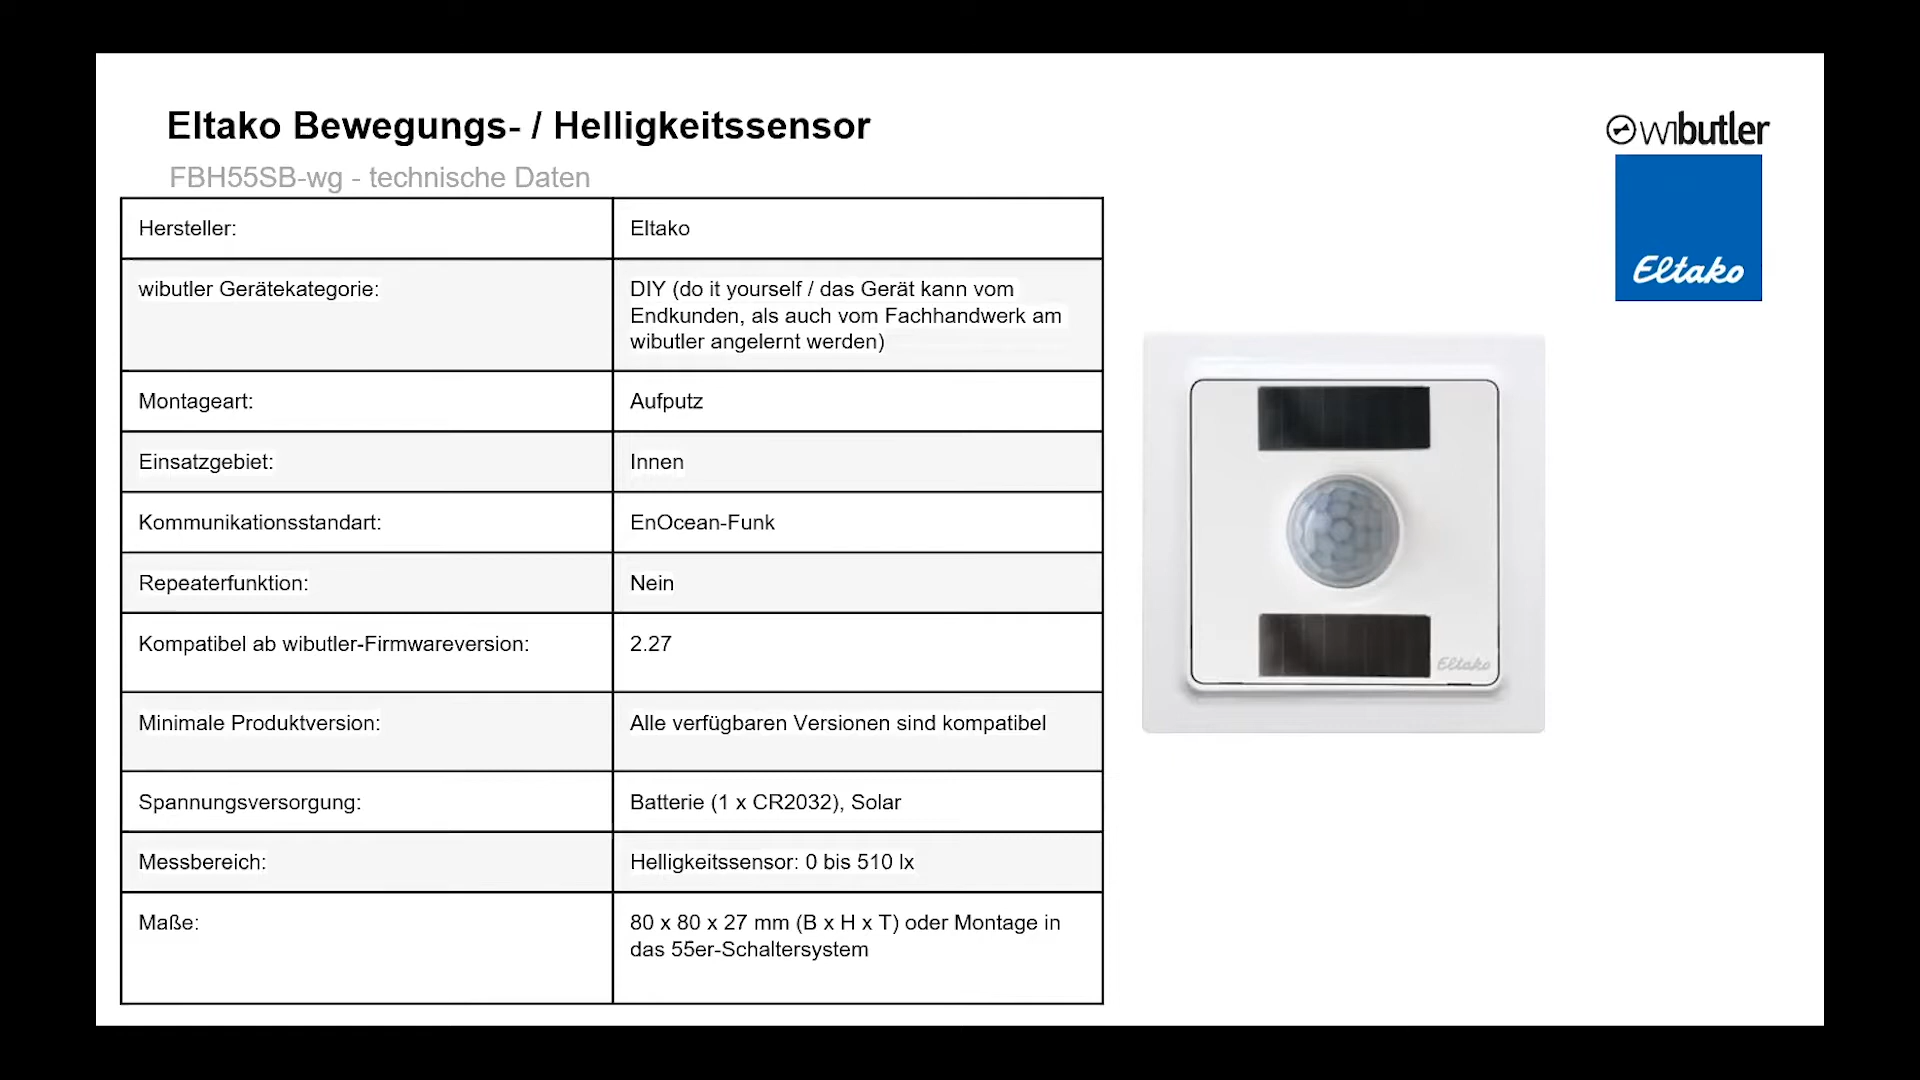 Eltako Bewegungs- / Helligkeitssensor
FBH55SB-wg - technische Daten
wibutler
Eltako
Hersteller:
Eltako
wibutler Gerätekategorie:
DIY (do it yourself / das Gerät kann vom
Endkunden, als auch vom Fachhandwerk am
wibutler angelernt werden)
Montageart:
Aufputz
Einsatzgebiet:
Innen
Kommunikationsstandart:
EnOcean-Funk
Repeaterfunktion:
Nein
Kompatibel ab wibutler-Firmwareversion:
2.27
Minimale Produktversion:
Alle verfügbaren Versionen sind kompatibel
Spannungsversorgung:
Batterie (1 x CR2032), Solar
Messbereich:
Helligkeitssensor: 0 bis 510 lx
Maße:
80 x 80 x 27 mm (B x H x T) oder Montage in
das 55er-Schaltersystem
Eltako